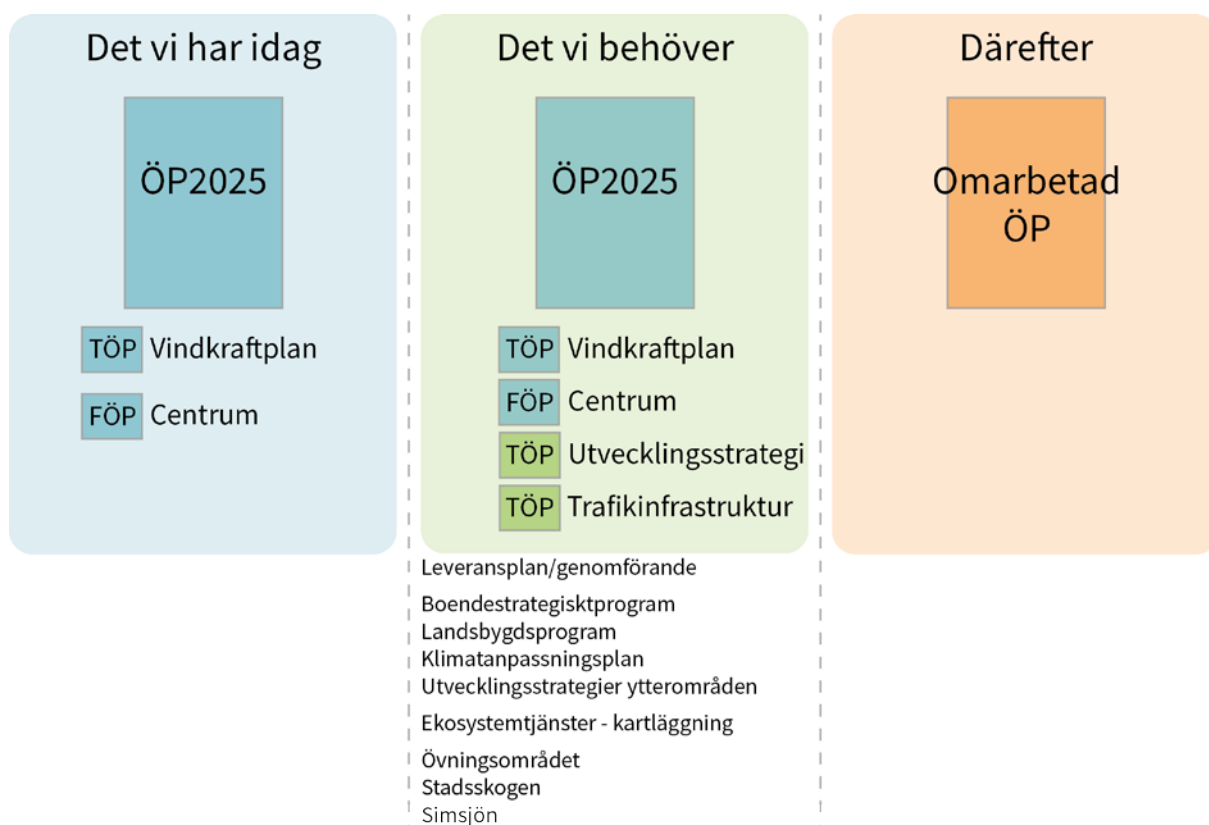 Det vi har idag
ÖP2025
TÖP Vindkraftplan
FÖP Centrum
Det vi behöver
ÖP2025
TÖP Vindkraftplan
FÖP Centrum
TÖP Utvecklingsstrategi
TÖP Trafikinfrastruktur
Leveransplan/genomförande
Boendestrategisktprogram
Landsbygdsprogram
Klimatanpassningsplan
Utvecklingsstrategier ytterområden
Ekosystemtjänster - kartläggning
Övningsområdet
Stadsskogen
Simsjön
Därefter
Omarbetad
ÖP